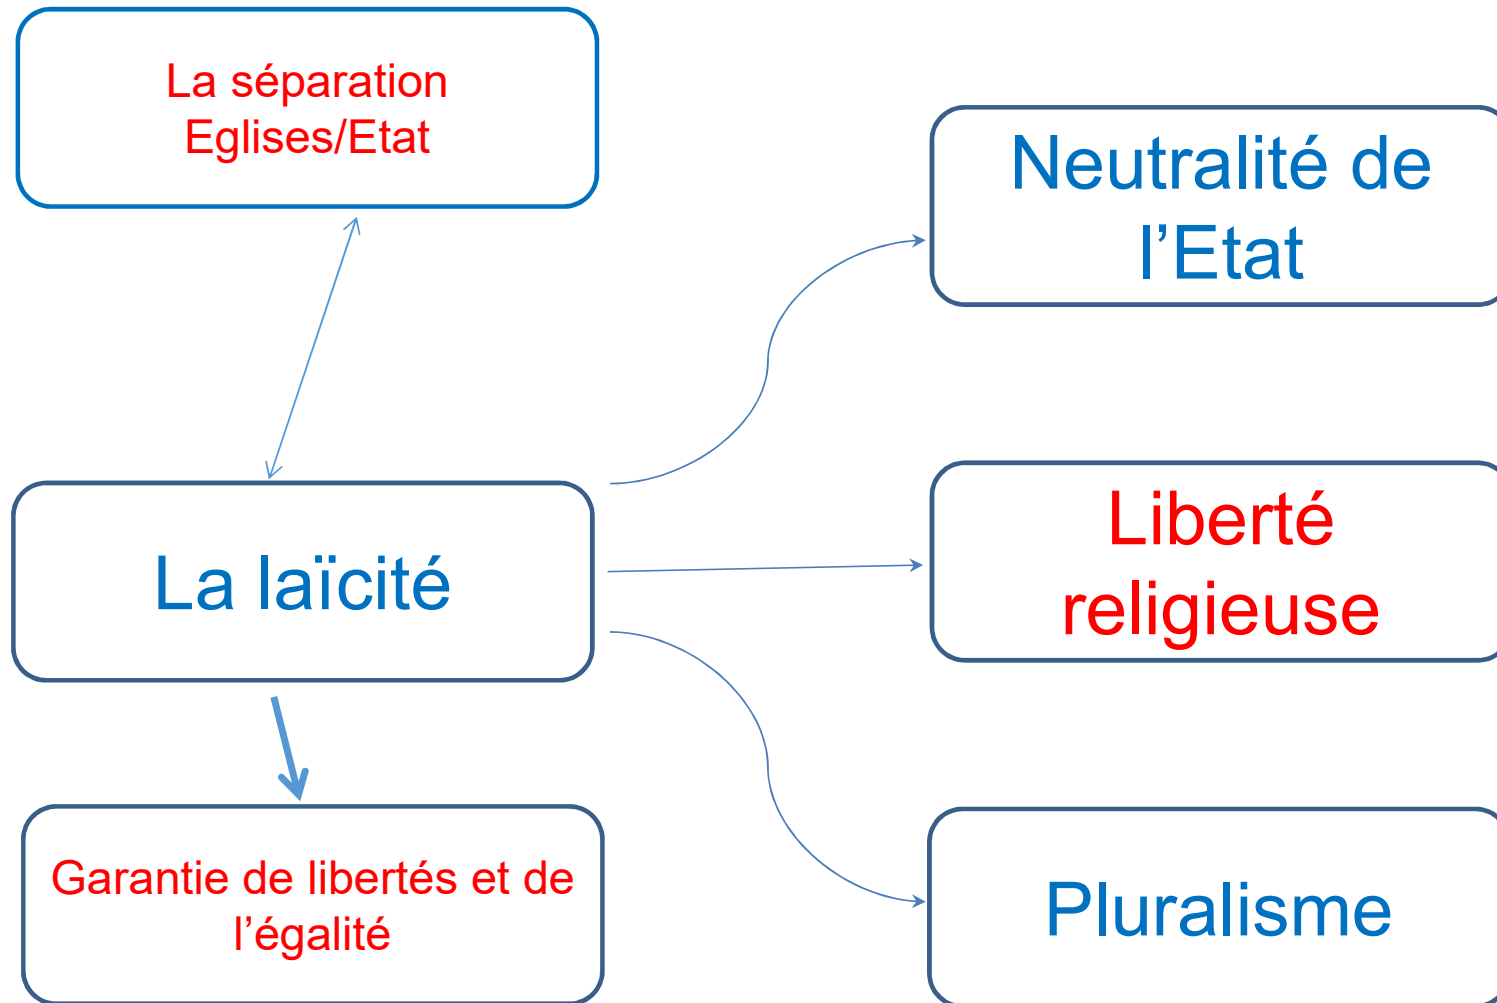 La séparation
Eglises/Etat
Neutralité de
l’Etat
La laïcité
Liberté
religieuse
Garantie de libertés et de
l’égalité
Pluralisme